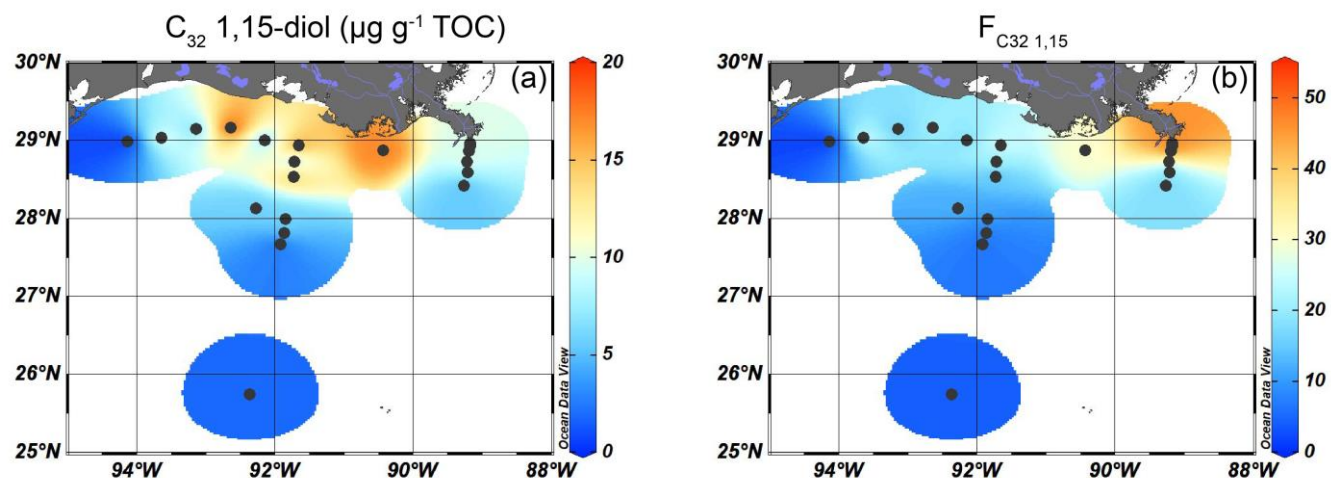 C₃₂ 1,15-diol (µg g⁻¹ TOC)
30°N
29°N
28°N
27°N
26°N
25°N
94°W 92°W 90°W 88°W
(a)
20
15
10
5
0
Ocean Data View
F_C32 1,15
30°N
29°N
28°N
27°N
26°N
25°N
94°W 92°W 90°W 88°W
(b)
50
40
30
20
10
0
Ocean Data View